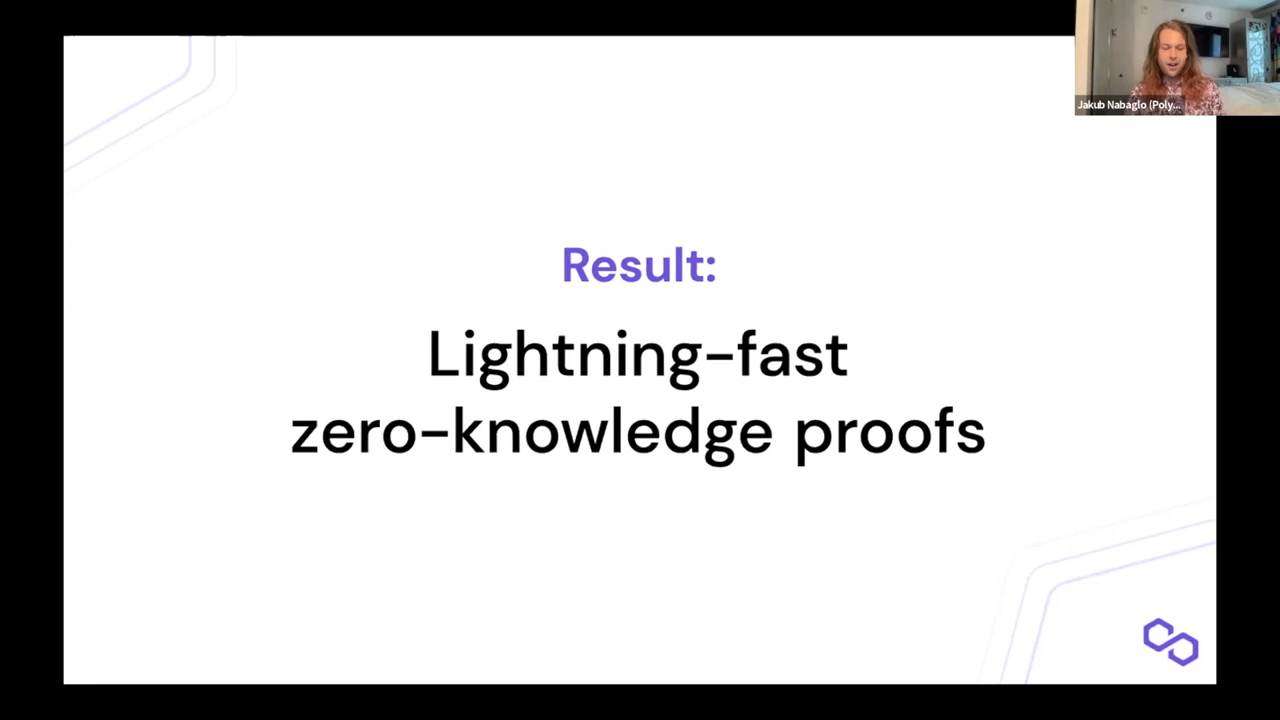 Jakub Nabaglo (Poly...
Result:
Lightning-fast
zero-knowledge proofs